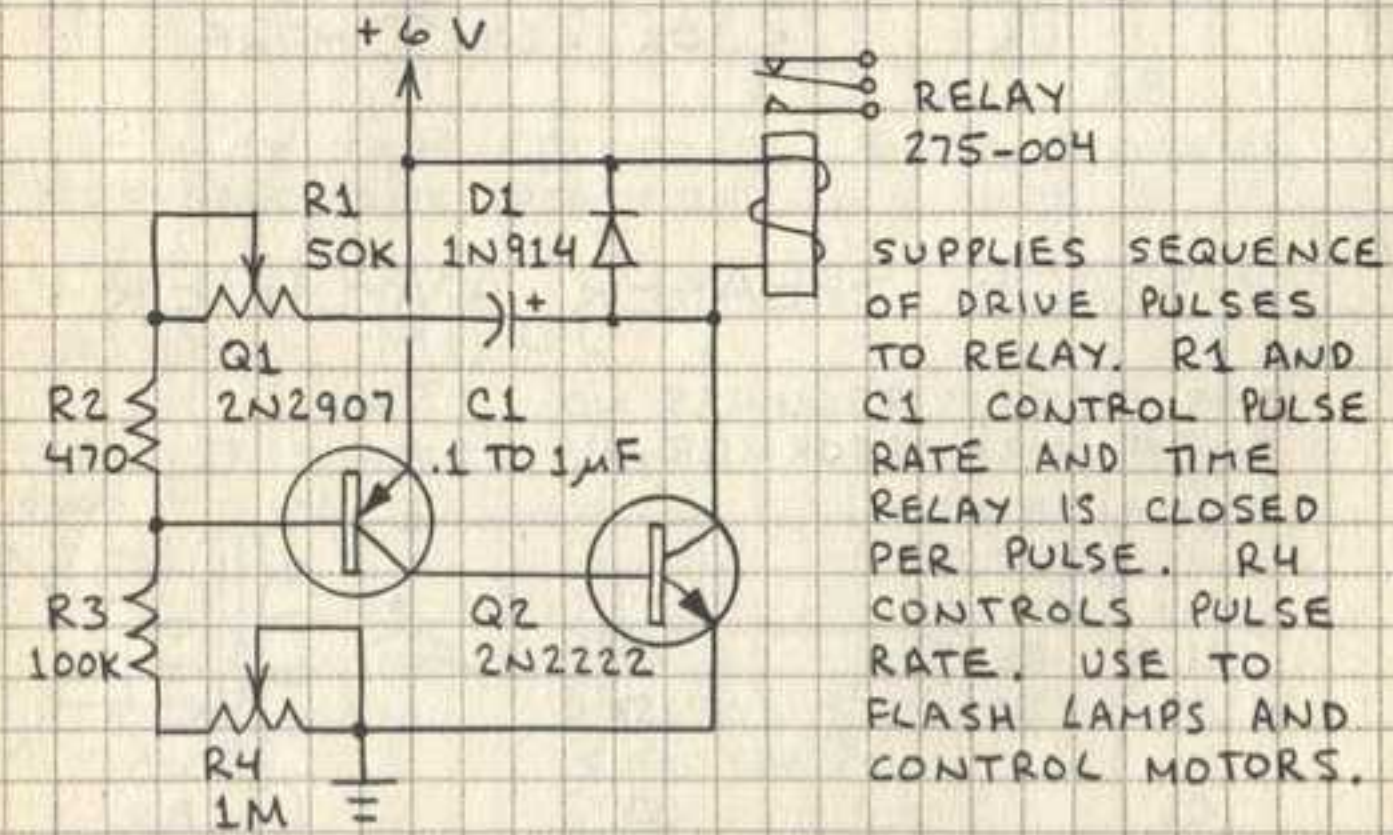 + 6 V
RELAY
275-004
R1
50K
D1
1N914
+
SUPPLIES SEQUENCE
OF DRIVE PULSES
TO RELAY. R1 AND
C1 CONTROL PULSE
RATE AND TIME
RELAY IS CLOSED
PER PULSE. R4
CONTROLS PULSE
RATE. USE TO
FLASH LAMPS AND
CONTROL MOTORS.
Q1
2N2907
R2
470
C1
.1 TO 1µF
R3
100K
Q2
2N2222
R4
1M